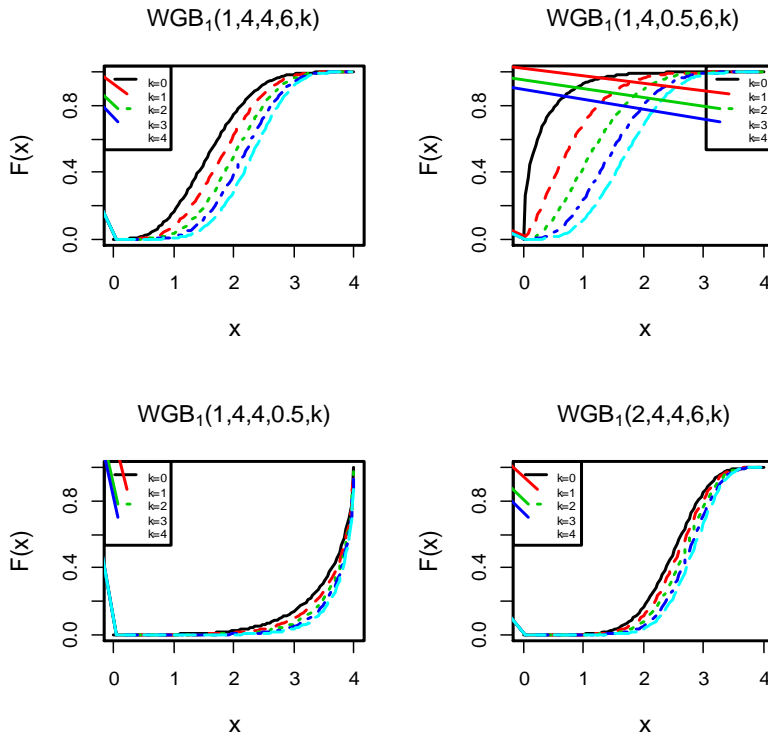 WGB₁(1,4,4,6,k)
F(x)
0.0 0.4 0.8
k=0
k=1
k=2
k=3
k=4
0 1 2 3 4
x
WGB₁(1,4,0.5,6,k)
F(x)
0.0 0.4 0.8
k=0
k=1
k=2
k=3
k=4
0 1 2 3 4
x
WGB₁(1,4,4,0.5,k)
F(x)
0.0 0.4 0.8
k=0
k=1
k=2
k=3
k=4
0 1 2 3 4
x
WGB₁(2,4,4,6,k)
F(x)
0.0 0.4 0.8
k=0
k=1
k=2
k=3
k=4
0 1 2 3 4
x